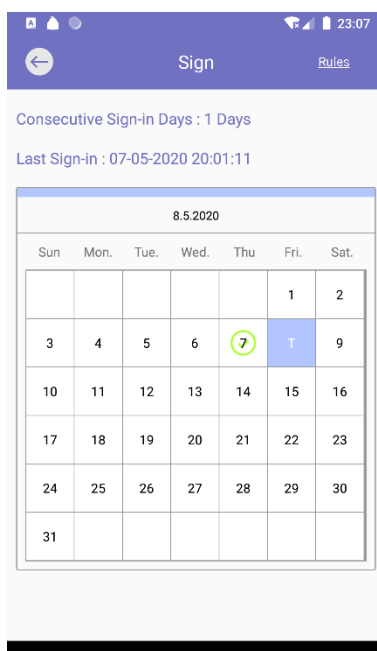 A 23:07
Sign Rules
Consecutive Sign-in Days : 1 Days
Last Sign-in : 07-05-2020 20:01:11
8.5.2020
Sun Mon. Tue. Wed. Thu Fri. Sat.
1 2
3 4 5 6 7 T 9
10 11 12 13 14 15 16
17 18 19 20 21 22 23
24 25 26 27 28 29 30
31